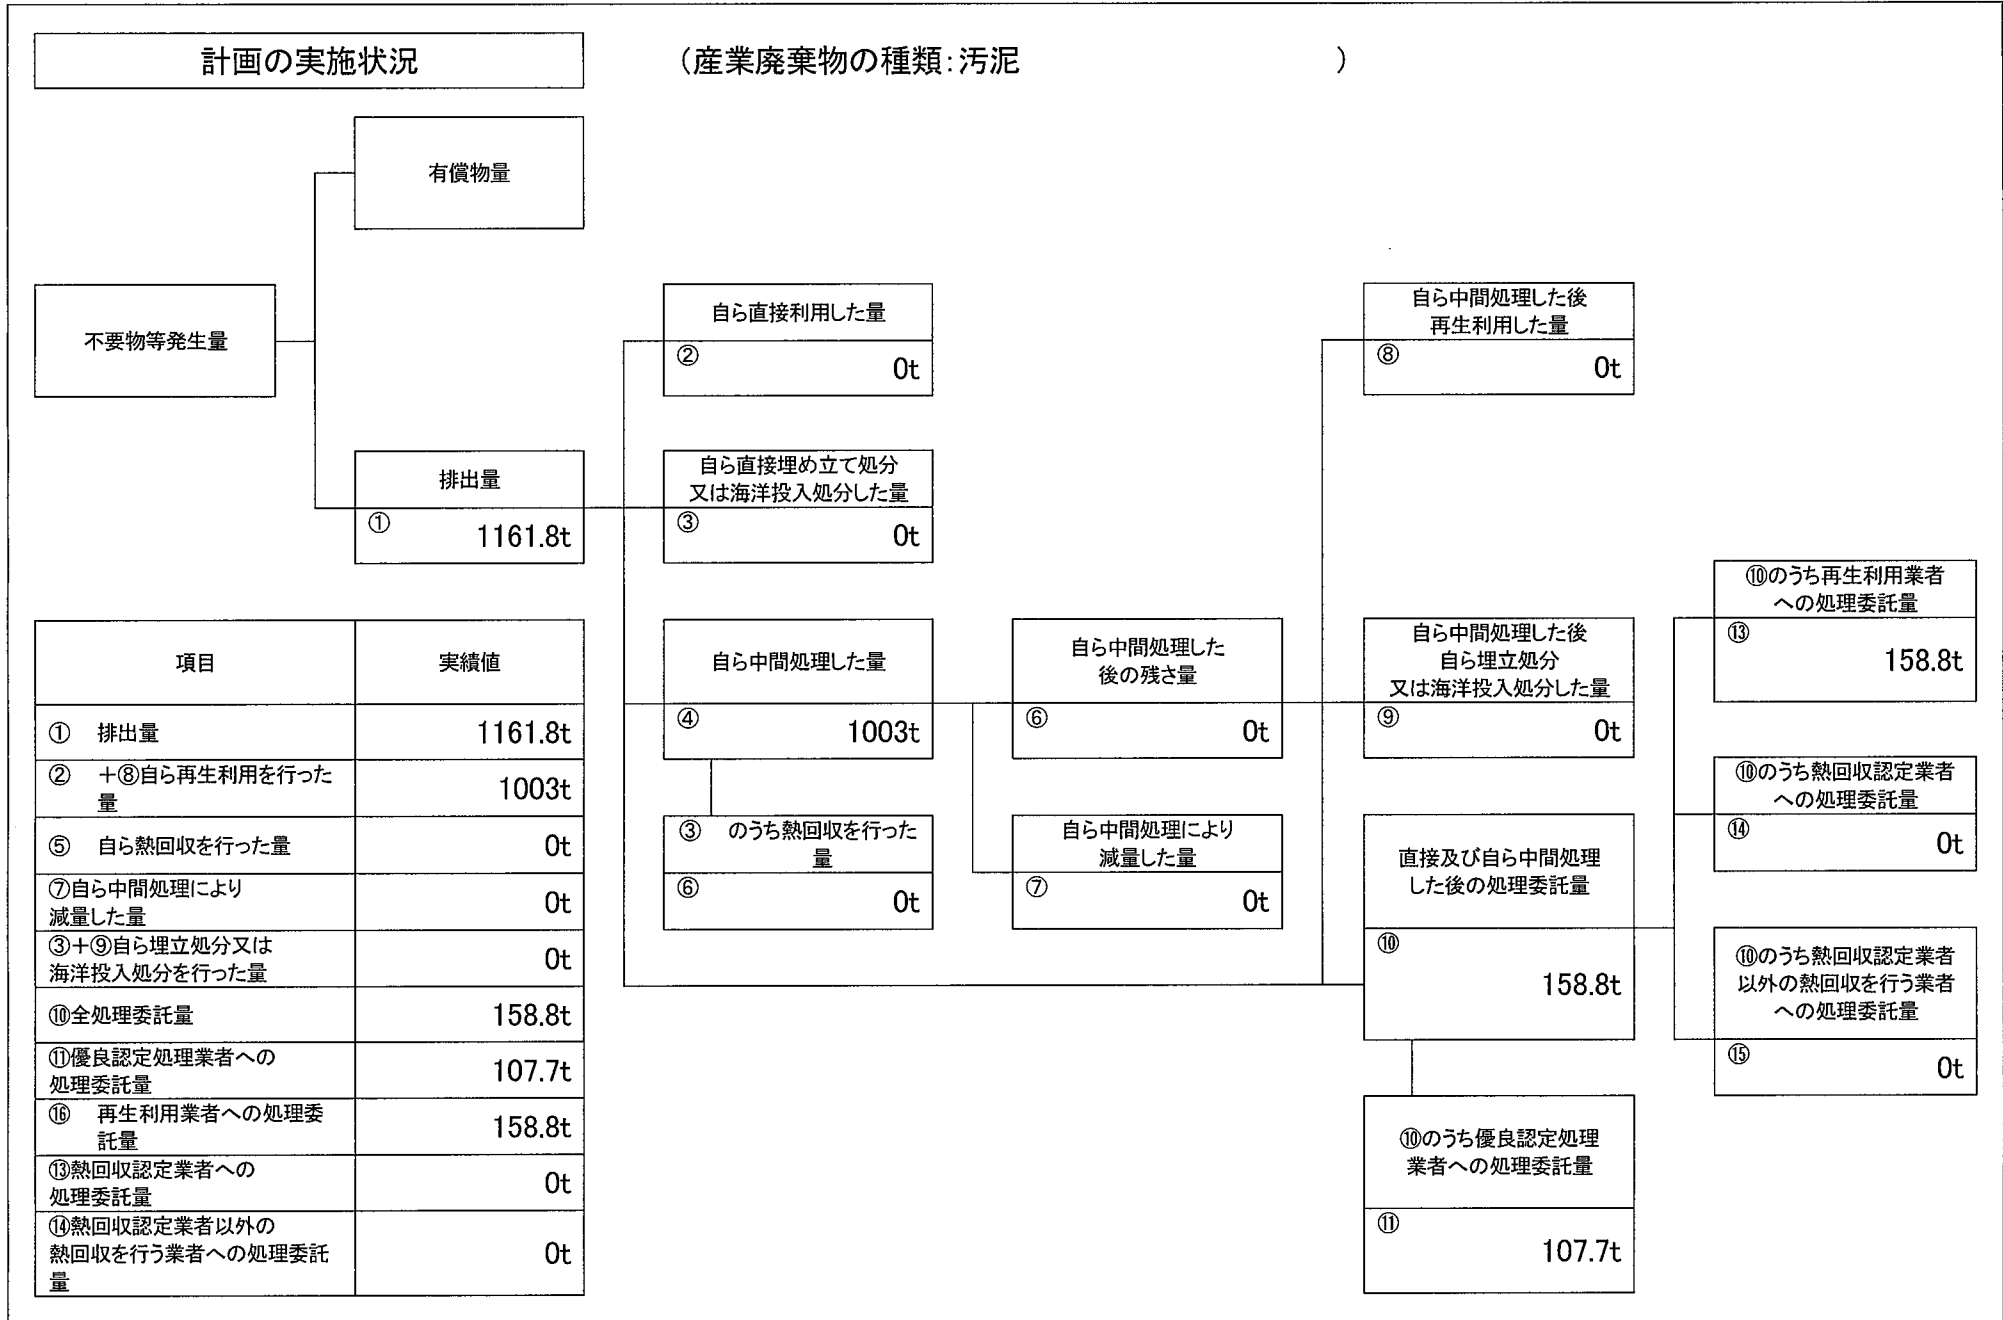 計画の実施状況
（産業廃棄物の種類：汚泥　　　　　　　　　　）
有償物量
不要物等発生量
排出量
①
1161.8t
自ら直接利用した量
②
0t
自ら直接埋め立て処分
又は海洋投入処分した量
③
0t
自ら中間処理した量
④
1003t
③　のうち熱回収を行った
量
⑥
0t
自ら中間処理した
後の残さ量
⑥
0t
自ら中間処理により
減量した量
⑦
0t
自ら中間処理した後
再生利用した量
⑧
0t
自ら中間処理した後
自ら埋立処分
又は海洋投入処分した量
⑨
0t
直接及び自ら中間処理
した後の処理委託量
⑩
158.8t
⑩のうち優良認定処理
業者への処理委託量
⑪
107.7t
⑩のうち再生利用業者
への処理委託量
⑬
158.8t
⑩のうち熱回収認定業者
への処理委託量
⑭
0t
⑩のうち熱回収認定業者
以外の熱回収を行う業者
への処理委託量
⑮
0t
項目　実績値
①　排出量　1161.8t
②　＋⑧自ら再生利用を行った
量　1003t
⑤　自ら熱回収を行った量　0t
⑦自ら中間処理により
減量した量　0t
③＋⑨自ら埋立処分又は
海洋投入処分を行った量　0t
⑩全処理委託量　158.8t
⑪優良認定処理業者への
処理委託量　107.7t
⑯　再生利用業者への処理委
託量　158.8t
⑬熱回収認定業者への
処理委託量　0t
⑭熱回収認定業者以外の
熱回収を行う業者への処理委託
量　0t